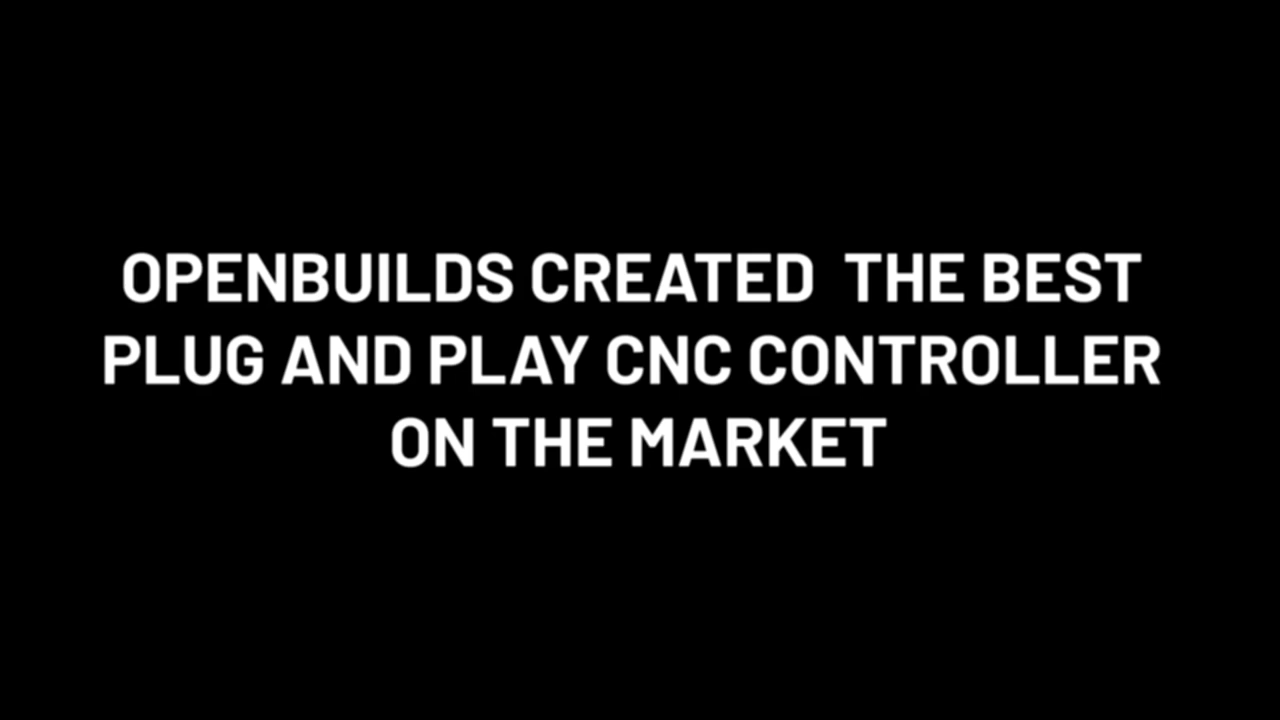 OPENBUILDS CREATED  THE BEST
PLUG AND PLAY CNC CONTROLLER
ON THE MARKET